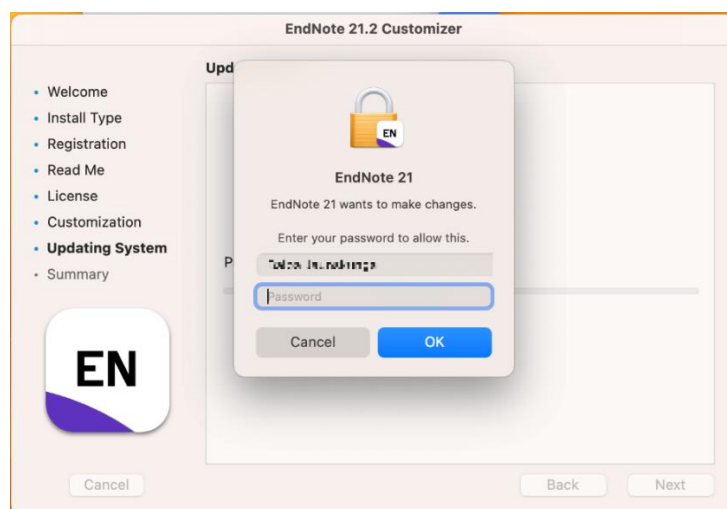 EndNote 21.2 Customizer
Welcome
Install Type
Registration
Read Me
License
Customization
Updating System
Summary
Upd
EN
EndNote 21
EndNote 21 wants to make changes.
Enter your password to allow this.
P
Password
Cancel
OK
EN
Cancel
Back
Next